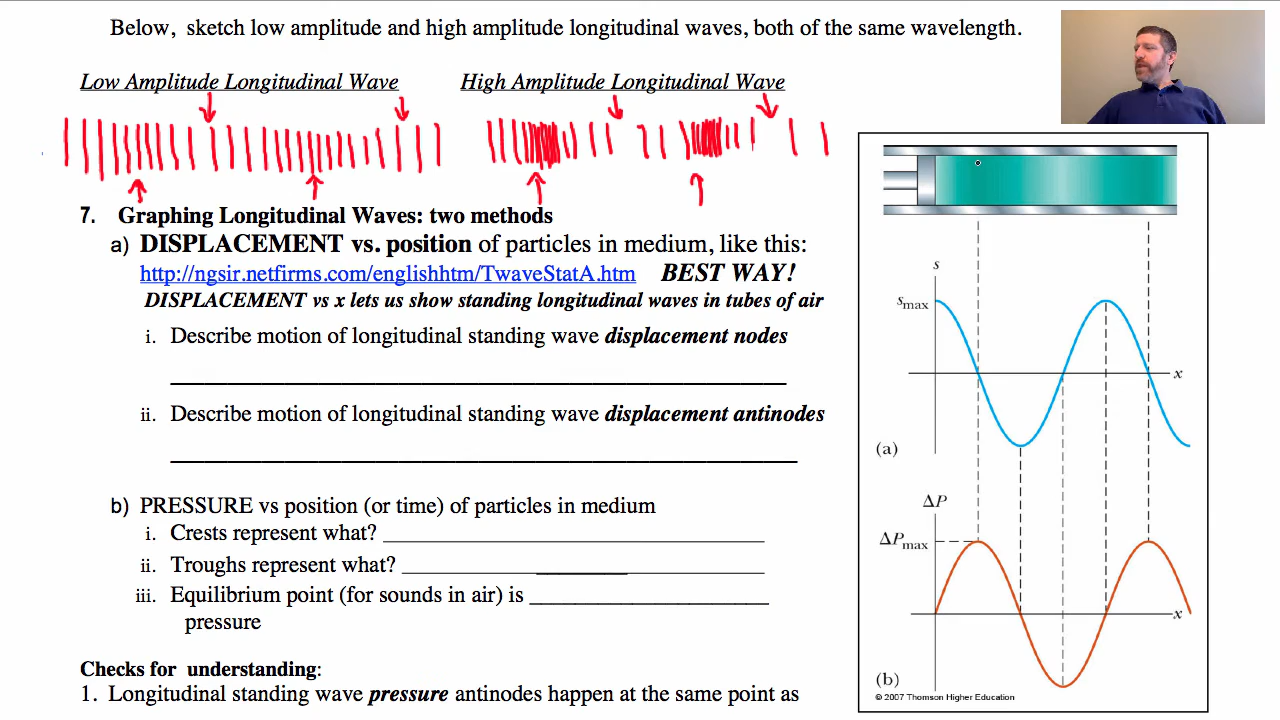 Below, sketch low amplitude and high amplitude longitudinal waves, both of the same wavelength.
Low Amplitude Longitudinal Wave
High Amplitude Longitudinal Wave
7. Graphing Longitudinal Waves: two methods
a) DISPLACEMENT vs. position of particles in medium, like this:
http://ngsir.netfirms.com/englishhtm/TwaveStatA.htm BEST WAY!
DISPLACEMENT vs x lets us show standing longitudinal waves in tubes of air
i. Describe motion of longitudinal standing wave displacement nodes
ii. Describe motion of longitudinal standing wave displacement antinodes
b) PRESSURE vs position (or time) of particles in medium
i. Crests represent what?
ii. Troughs represent what?
iii. Equilibrium point (for sounds in air) is
pressure
Checks for understanding:
1. Longitudinal standing wave pressure antinodes happen at the same point as
s
smax
x
(a)
ΔP
ΔPmax
x
(b)
© 2007 Thomson Higher Education